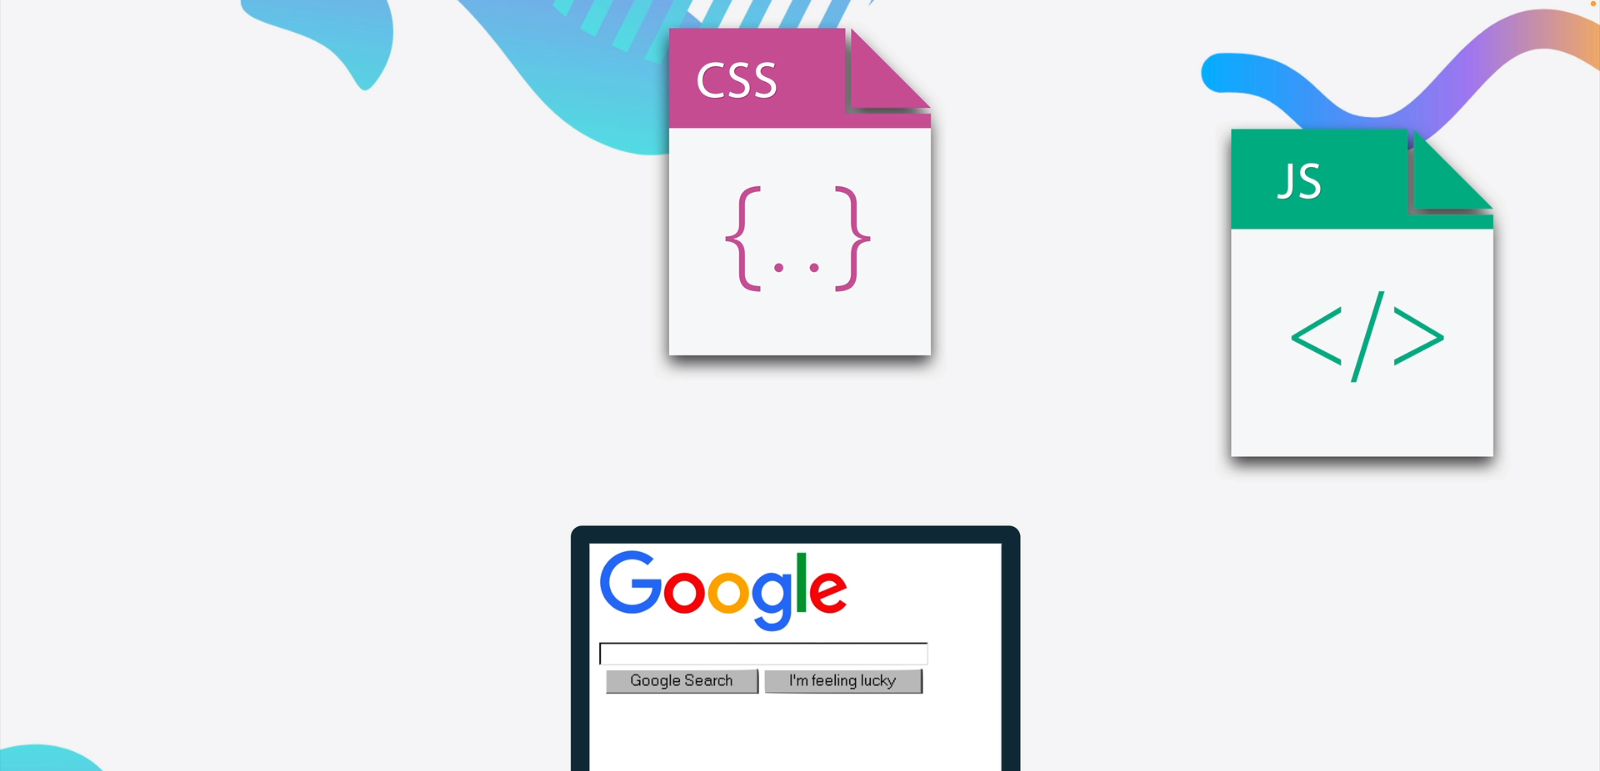 CSS
{..}
JS
</>
Google
Google Search
I'm feeling lucky